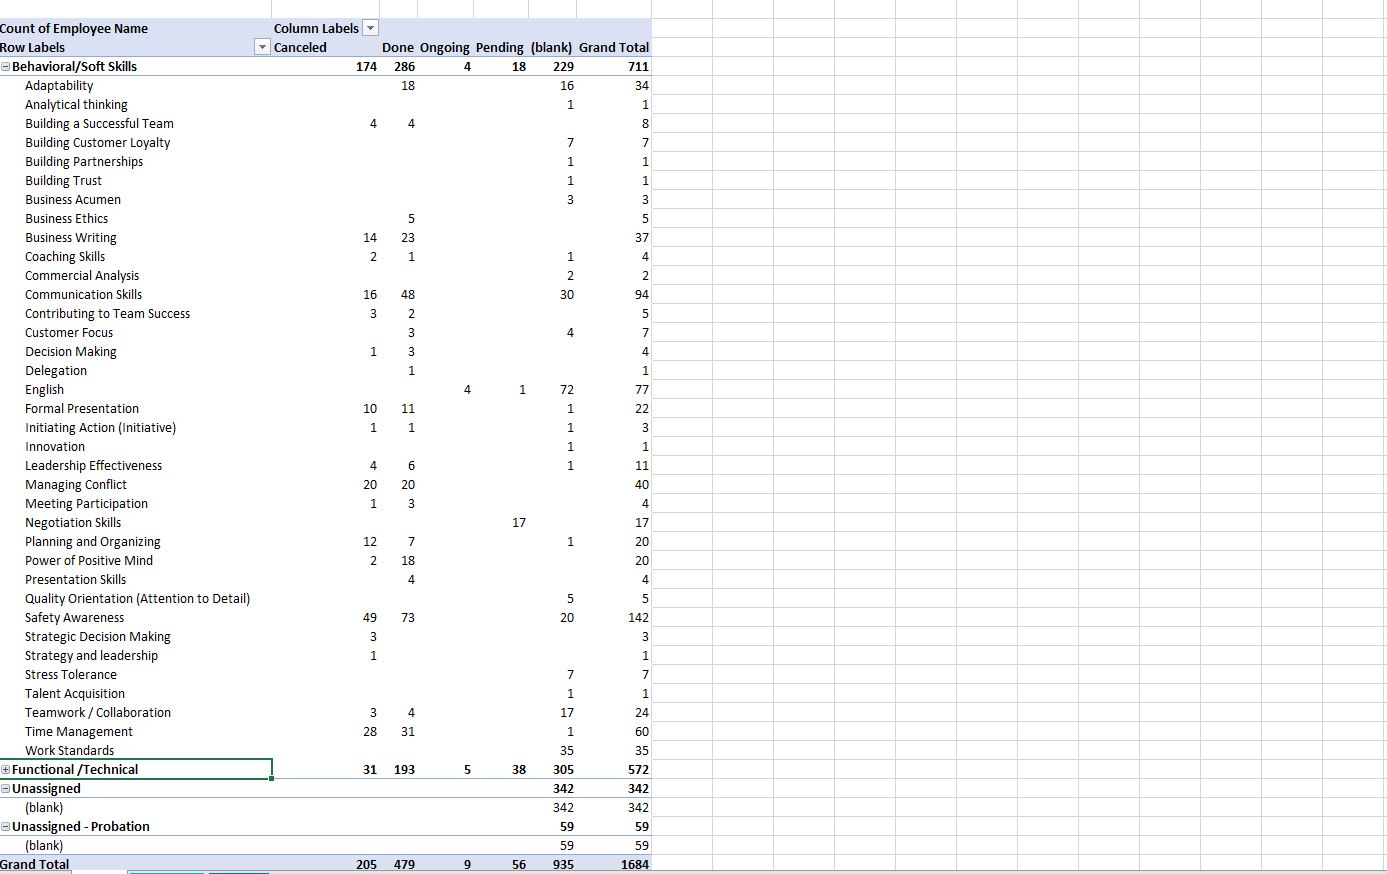 Count of Employee Name Column Labels
Row Labels Canceled Done Ongoing Pending (blank) Grand Total
Behavioral/Soft Skills 174 286 4 18 229 711
Adaptability 18 16 34
Analytical thinking 1 1
Building a Successful Team 4 4 8
Building Customer Loyalty 7 7
Building Partnerships 1 1
Building Trust 1 1
Business Acumen 3 3
Business Ethics 5 5
Business Writing 14 23 37
Coaching Skills 2 1 1 4
Commercial Analysis 2 2
Communication Skills 16 48 30 94
Contributing to Team Success 3 2 5
Customer Focus 3 4 7
Decision Making 1 3 4
Delegation 1 1
English 4 1 72 77
Formal Presentation 10 11 1 22
Initiating Action (Initiative) 1 1 1 3
Innovation 1 1
Leadership Effectiveness 4 6 1 11
Managing Conflict 20 20 40
Meeting Participation 1 3 4
Negotiation Skills 17 17
Planning and Organizing 12 7 1 20
Power of Positive Mind 2 18 20
Presentation Skills 4 4
Quality Orientation (Attention to Detail) 5 5
Safety Awareness 49 73 20 142
Strategic Decision Making 3 3
Strategy and leadership 1 1
Stress Tolerance 7 7
Talent Acquisition 1 1
Teamwork / Collaboration 3 4 17 24
Time Management 28 31 1 60
Work Standards 35 35
Functional /Technical 31 193 5 38 305 572
Unassigned 342 342
(blank) 342 342
Unassigned - Probation 59 59
(blank) 59 59
Grand Total 205 479 9 56 935 1684